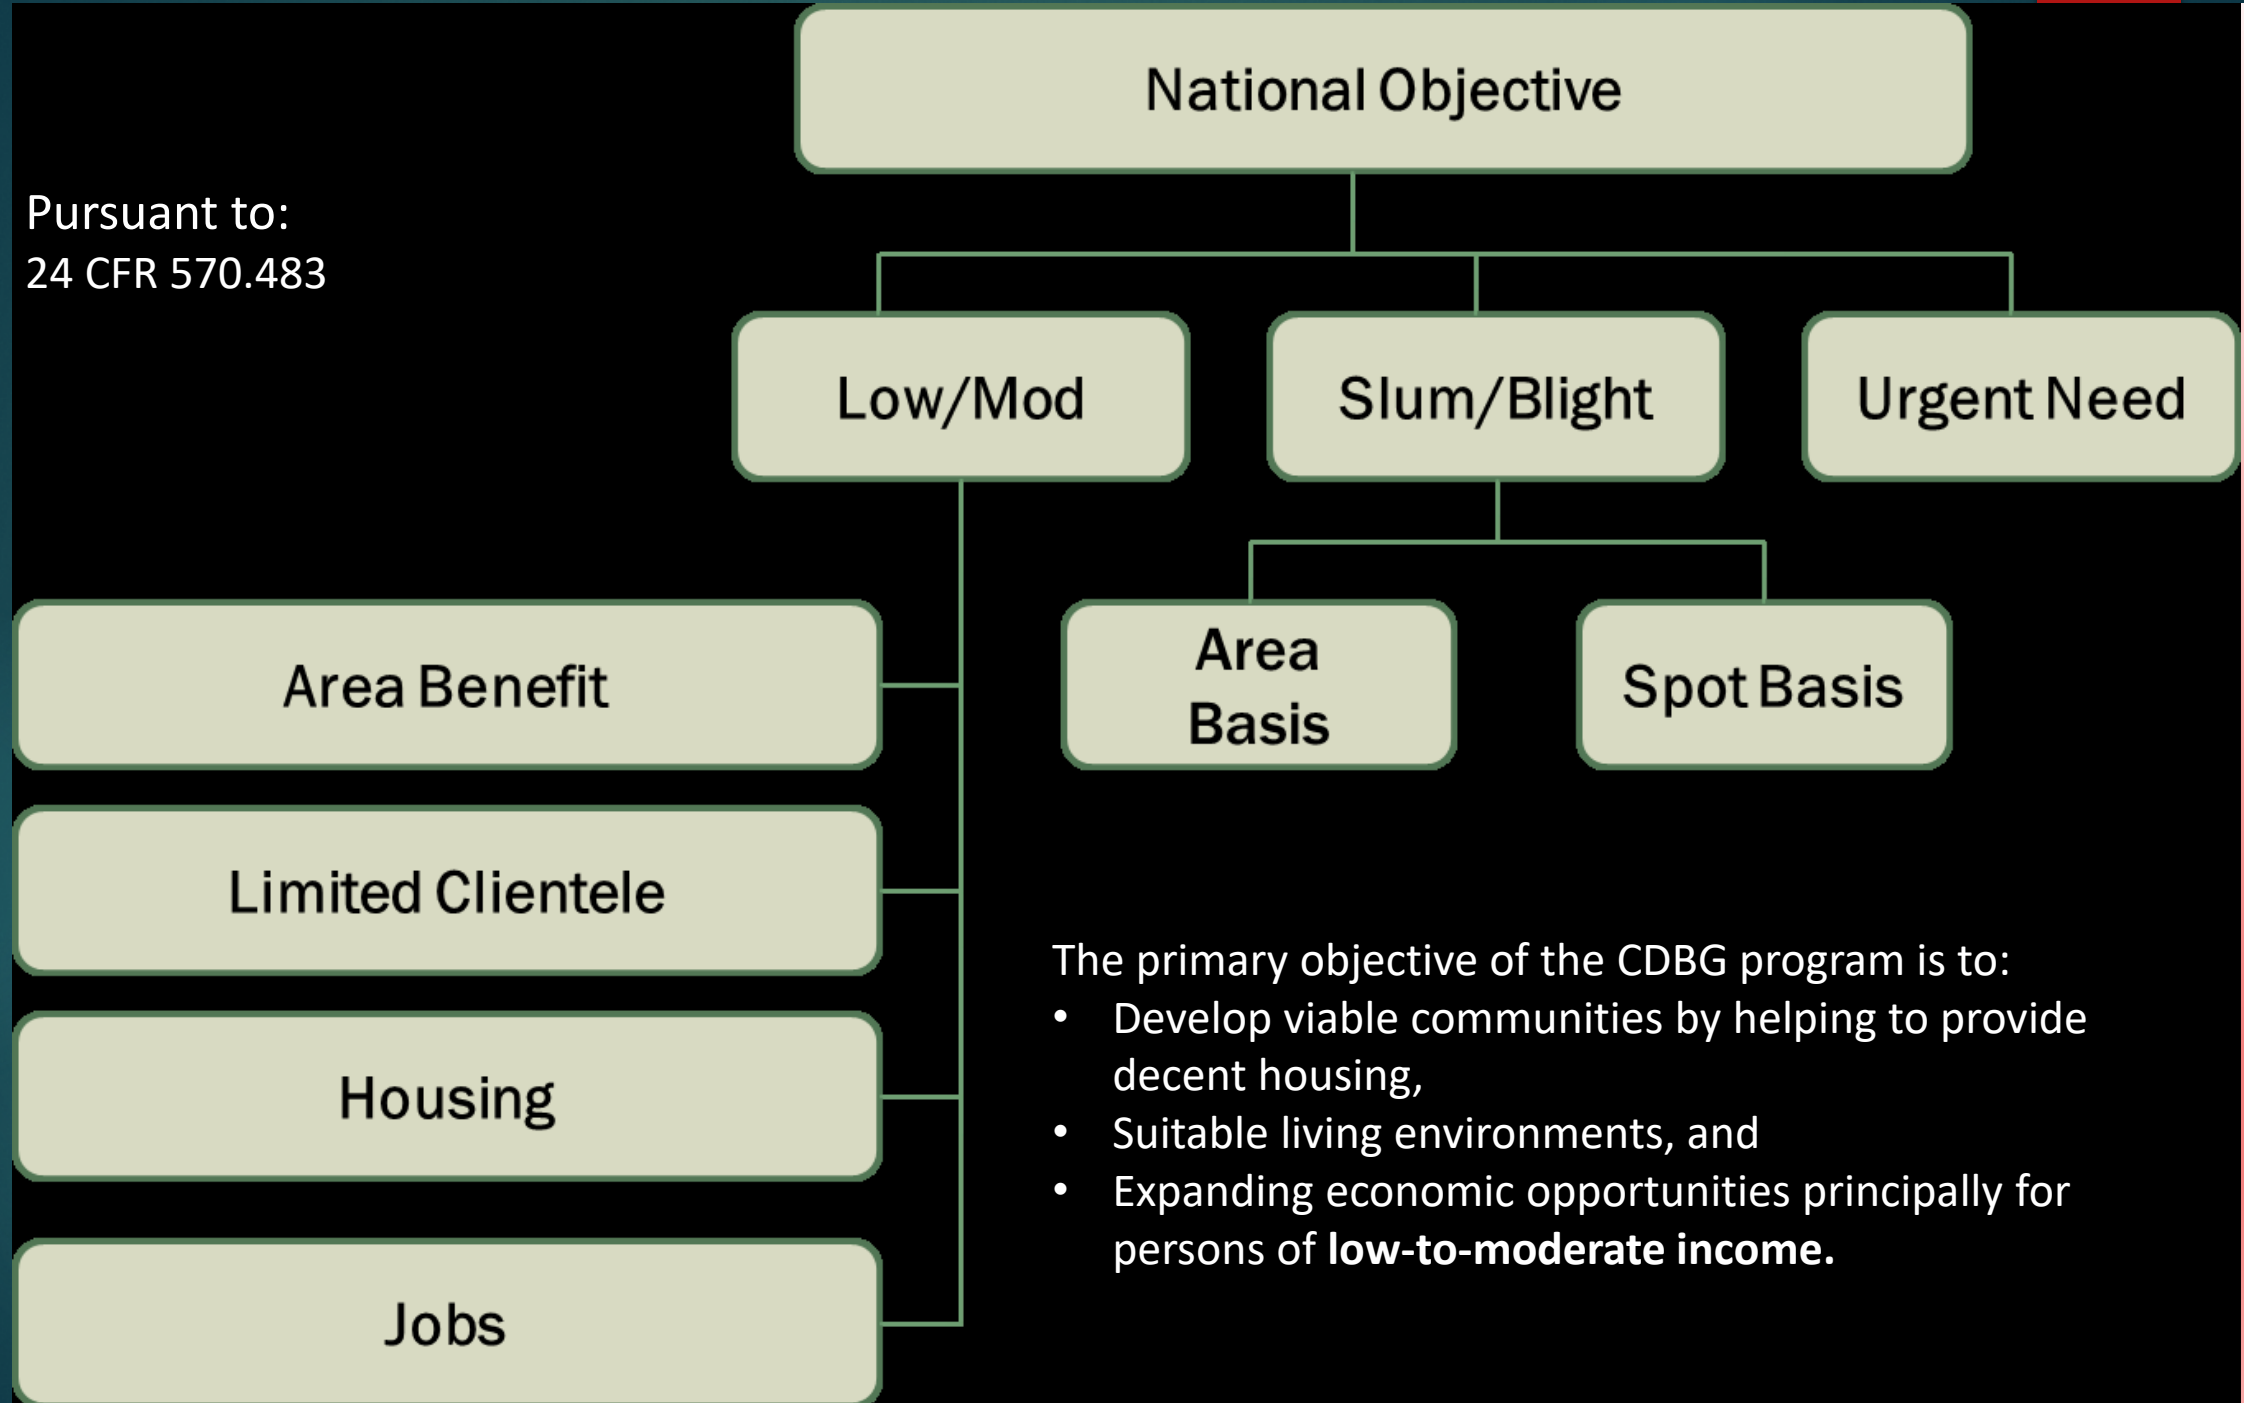 National Objective
Pursuant to:
24 CFR 570.483
Low/Mod
Slum/Blight
Urgent Need
Area Benefit
Area
Basis
Spot Basis
Limited Clientele
Housing
Jobs
The primary objective of the CDBG program is to:
• Develop viable communities by helping to provide
decent housing,
• Suitable living environments, and
• Expanding economic opportunities principally for
persons of low-to-moderate income.